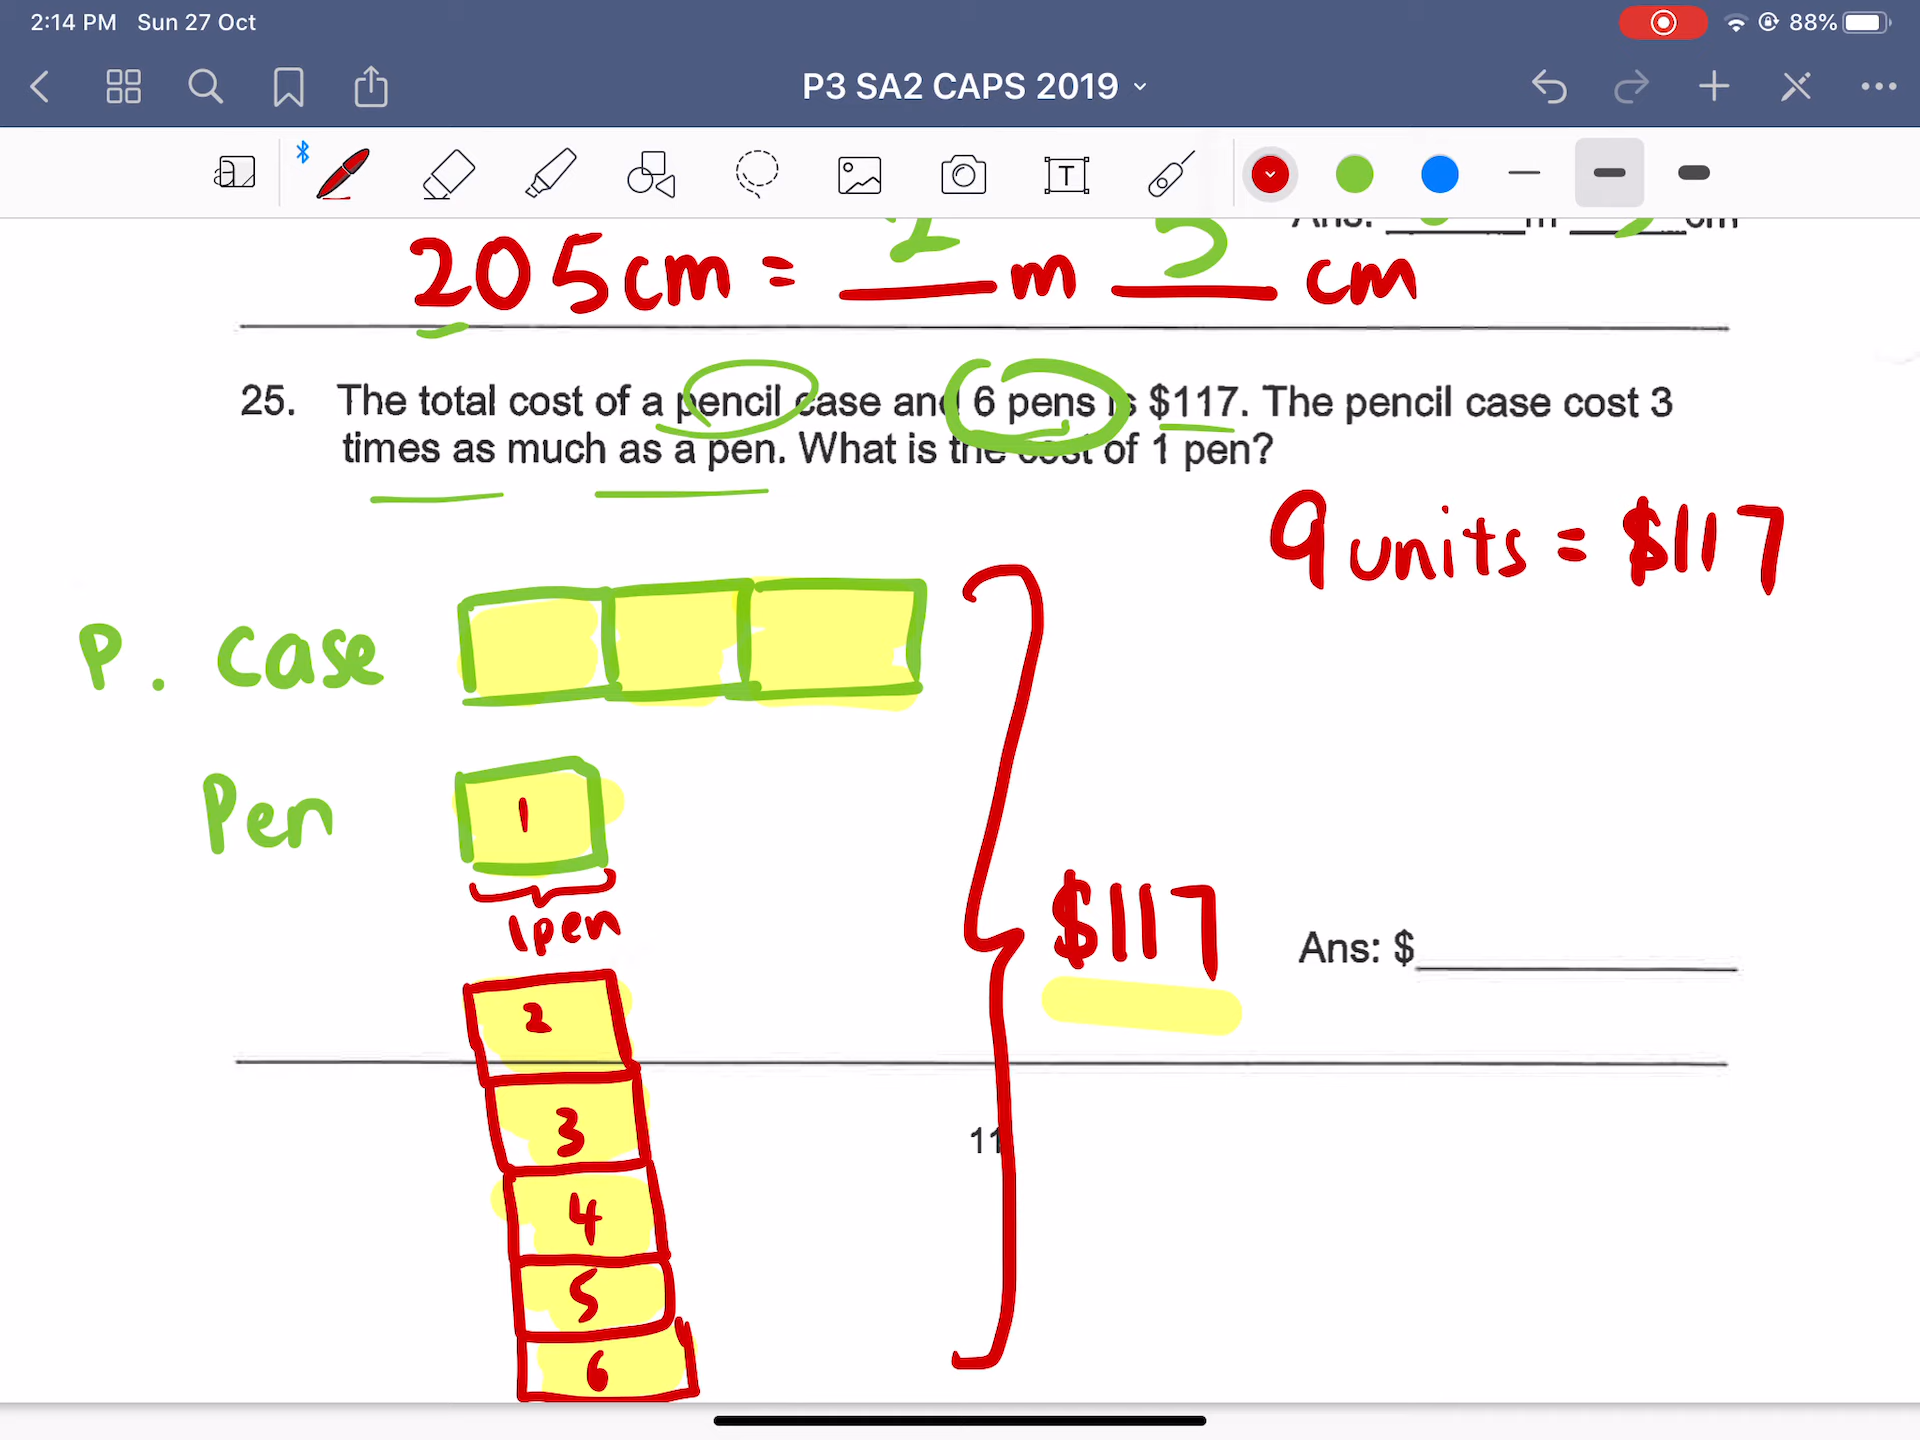 2:14 PM Sun 27 Oct 88%
P3 SA2 CAPS 2019
T
Ans: m cm
205cm = 2 m 5 cm
25. The total cost of a pencil case and 6 pens is $117. The pencil case cost 3
times as much as a pen. What is the cost of 1 pen?
9 units = $117
P. Case
Pen 1
1pen
$117
Ans: $
2
3
11
4
5
6